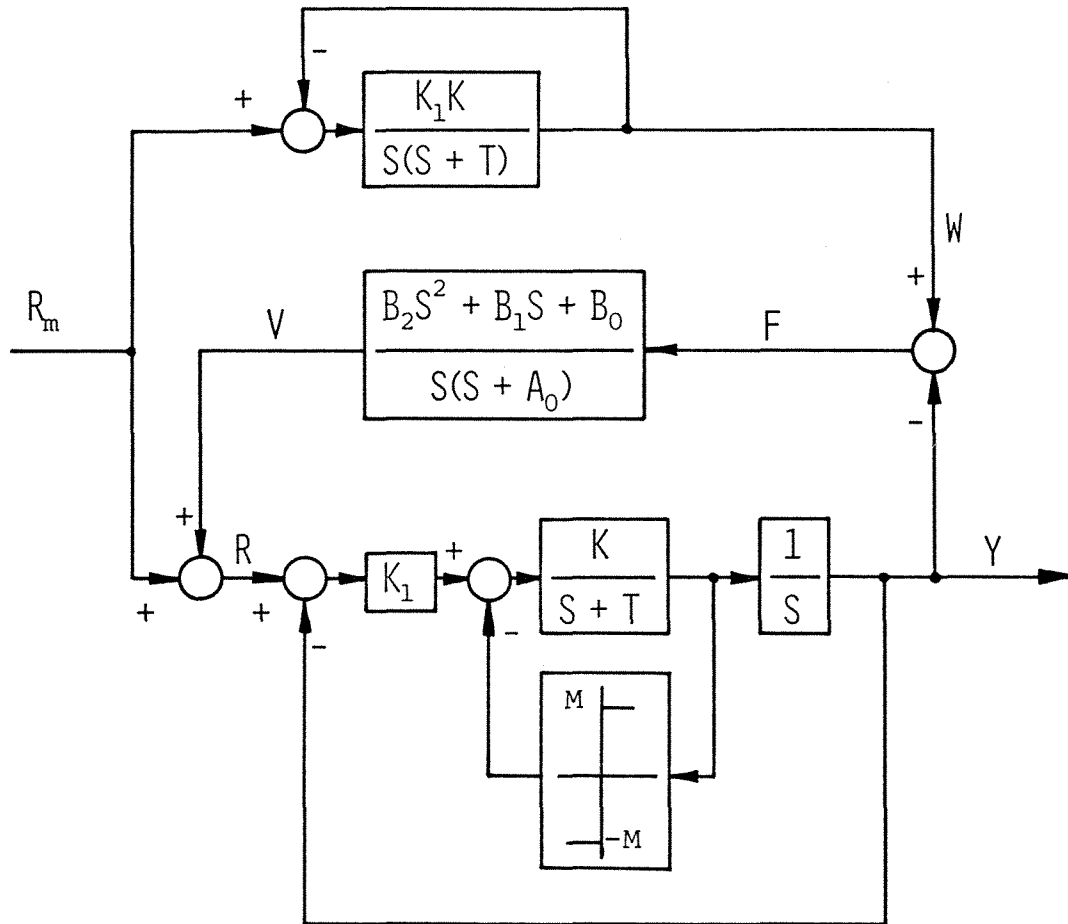 -
+
K₁K
S(S + T)
W
+
Rₘ
V
B₂S² + B₁S + B₀
S(S + A₀)
F
-
+
R
+
+
-
K₁
+
-
K
S + T
1
S
Y
M
-M